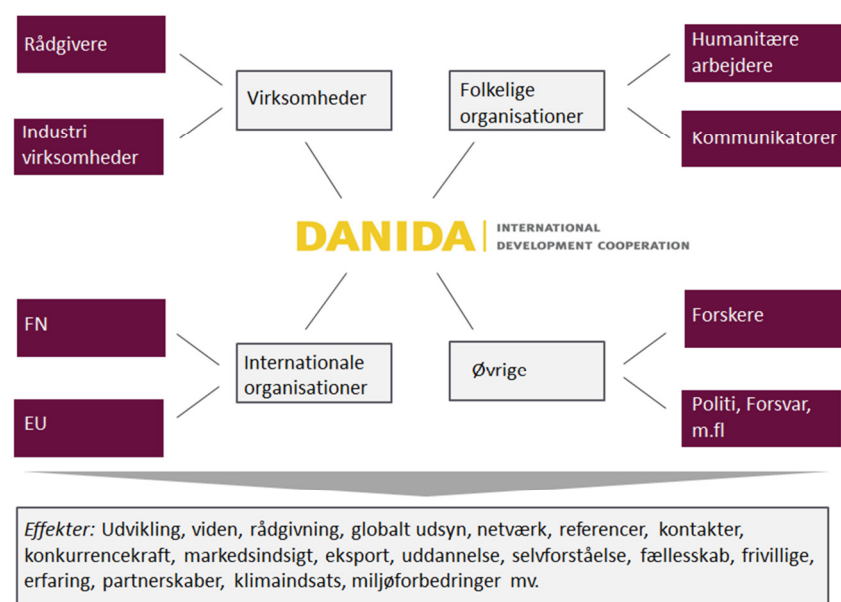 Rådgivere
Virksomheder
Industri
virksomheder
Folkelige
organisationer
Humanitære
arbejdere
Kommunikatorer
DANIDA
INTERNATIONAL
DEVELOPMENT COOPERATION
FN
Internationale
organisationer
EU
Øvrige
Forskere
Politi, Forsvar,
m.fl
Effekter: Udvikling, viden, rådgivning, globalt udsyn, netværk, referencer, kontakter,
konkurrencekraft, markedsindsigt, eksport, uddannelse, selvforståelse, fællesskab, frivillige,
erfaring, partnerskaber, klimaindsats, miljøforbedringer mv.